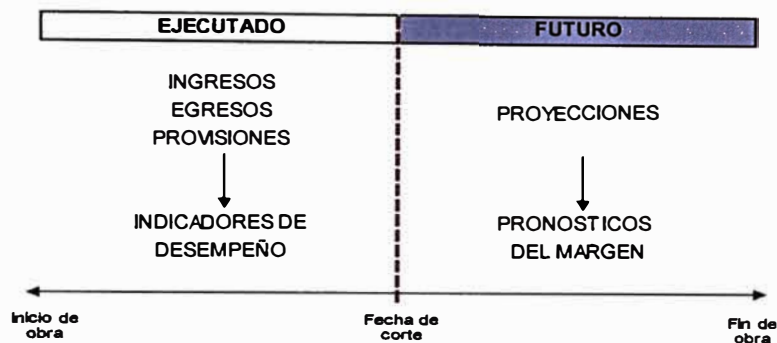 EJECUTADO
FUTURO
INGRESOS
EGRESOS
PROVISIONES
PROYECCIONES
INDICADORES DE
DESEMPEÑO
PRONOSTICOS
DEL MARGEN
Inicio de
obra
Fecha de
corte
Fin de
obra